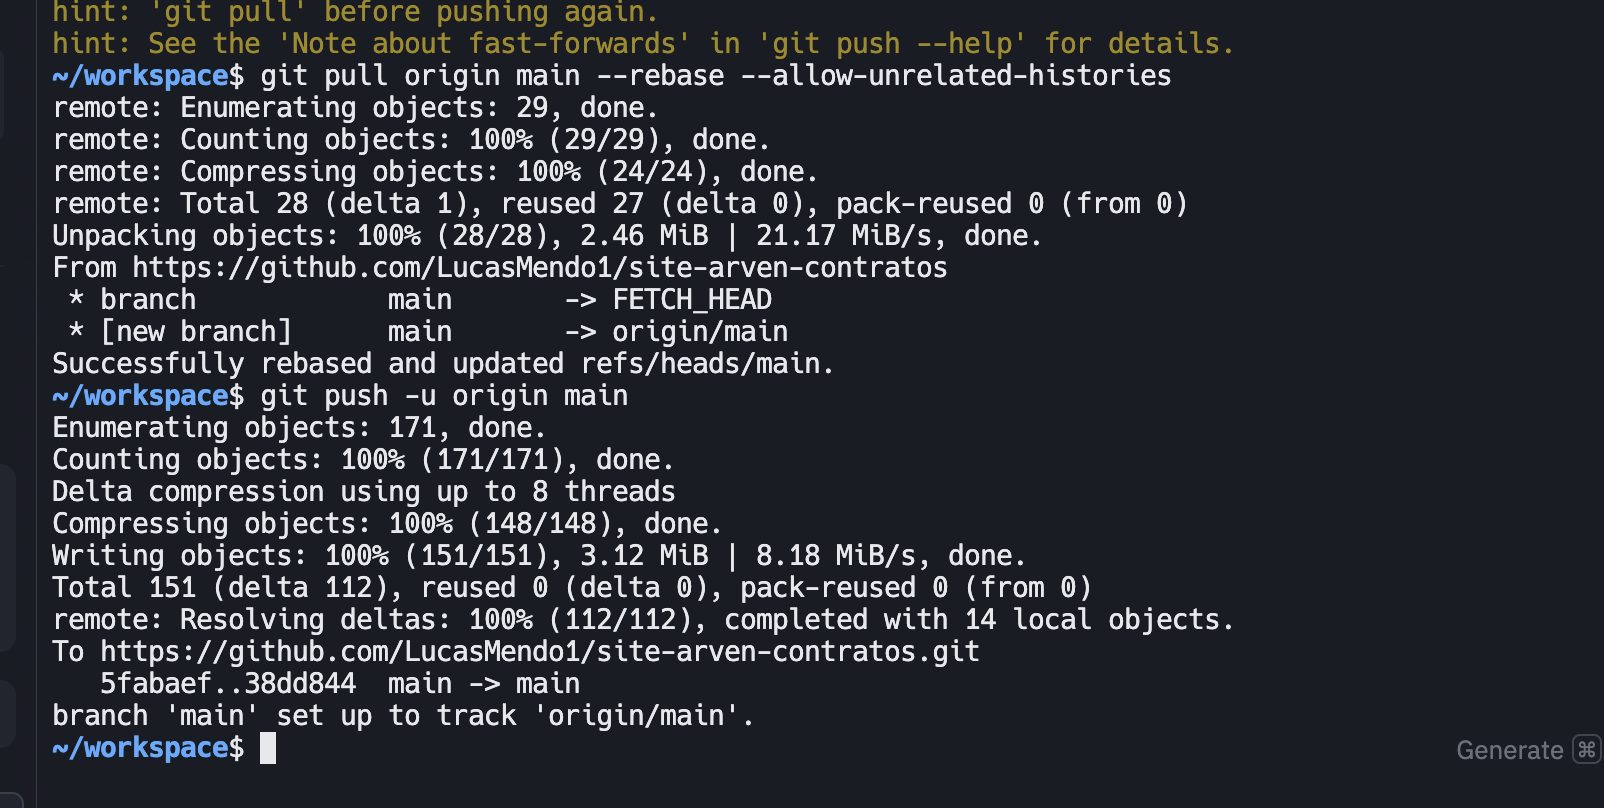 hint: 'git pull' before pushing again.
hint: See the 'Note about fast-forwards' in 'git push --help' for details.
~/workspace$ git pull origin main --rebase --allow-unrelated-histories
remote: Enumerating objects: 29, done.
remote: Counting objects: 100% (29/29), done.
remote: Compressing objects: 100% (24/24), done.
remote: Total 28 (delta 1), reused 27 (delta 0), pack-reused 0 (from 0)
Unpacking objects: 100% (28/28), 2.46 MiB | 21.17 MiB/s, done.
From https://github.com/LucasMendo1/site-arven-contratos
 * branch            main       -> FETCH_HEAD
 * [new branch]      main       -> origin/main
Successfully rebased and updated refs/heads/main.
~/workspace$ git push -u origin main
Enumerating objects: 171, done.
Counting objects: 100% (171/171), done.
Delta compression using up to 8 threads
Compressing objects: 100% (148/148), done.
Writing objects: 100% (151/151), 3.12 MiB | 8.18 MiB/s, done.
Total 151 (delta 112), reused 0 (delta 0), pack-reused 0 (from 0)
remote: Resolving deltas: 100% (112/112), completed with 14 local objects.
To https://github.com/LucasMendo1/site-arven-contratos.git
   5fabaef..38dd844  main -> main
branch 'main' set up to track 'origin/main'.
~/workspace$
Generate ⌘